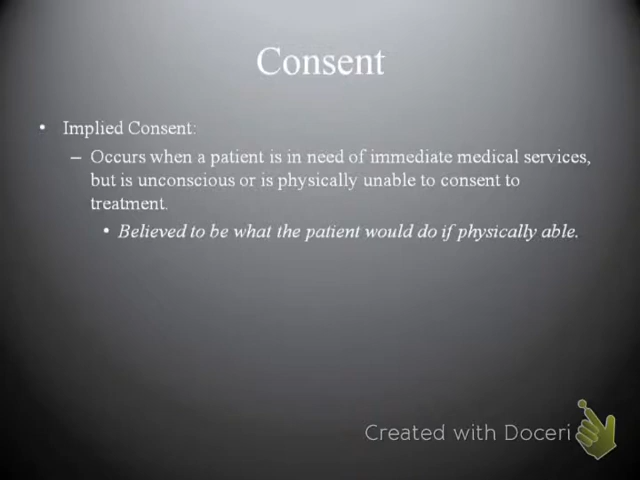 Consent
• Implied Consent:
– Occurs when a patient is in need of immediate medical services,
but is unconscious or is physically unable to consent to
treatment.
• Believed to be what the patient would do if physically able.
Created with Doceri